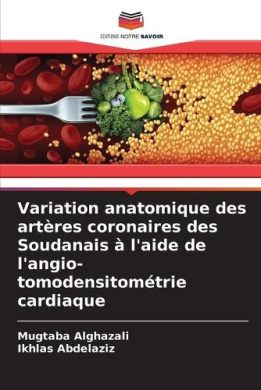 EDITIONS NOTRE SAVOIR
Variation anatomique des
artères coronaires des
Soudanais à l'aide de
l'angio-
tomodensitométrie
cardiaque
Mugtaba Alghazali
Ikhlas Abdelaziz